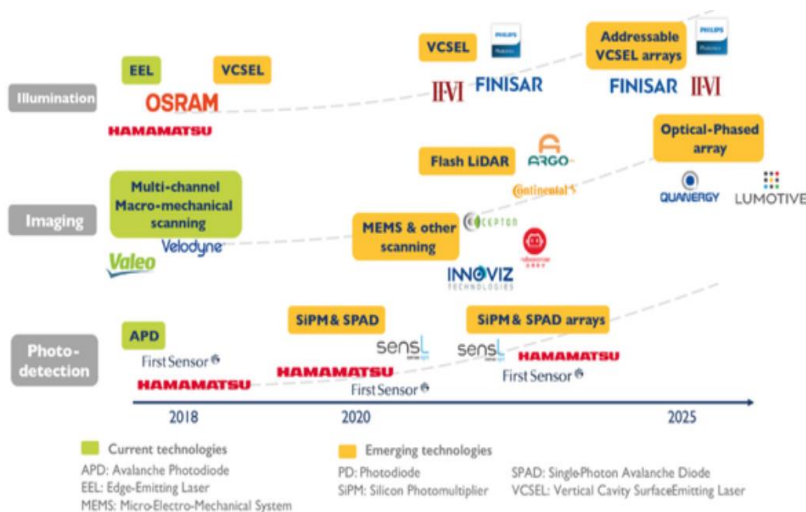 Illumination
EEL
VCSEL
OSRAM
HAMAMATSU
VCSEL
PHILIPS
II-VI
FINISAR
Addressable
VCSEL arrays
PHILIPS
FINISAR
II-VI
Imaging
Multi-channel
Macro-mechanical
scanning
Velodyne
Valeo
Flash LiDAR
ARGO
Continental
MEMS & other
scanning
CEPTON
INNOVIZ
TECHNOLOGIES
Optical-Phased
array
QUANERGY
LUMOTIVE
Photo-
detection
APD
First Sensor
HAMAMATSU
SiPM & SPAD
sensL
HAMAMATSU
First Sensor
SiPM & SPAD arrays
sensL
HAMAMATSU
First Sensor
2018
2020
2025
Current technologies
APD: Avalanche Photodiode
EEL: Edge-Emitting Laser
MEMS: Micro-Electro-Mechanical System
Emerging technologies
PD: Photodiode
SiPM: Silicon Photomultiplier
SPAD: Single-Photon Avalanche Diode
VCSEL: Vertical Cavity SurfaceEmitting Laser